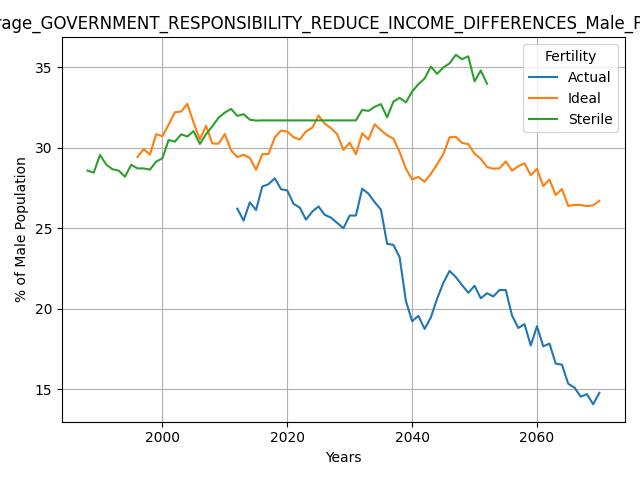 rage_GOVERNMENT_RESPONSIBILITY_REDUCE_INCOME_DIFFERENCES_Male_F
Fertility
Actual
Ideal
Sterile
35
30
25
20
15
% of Male Population
2000 2020 2040 2060
Years